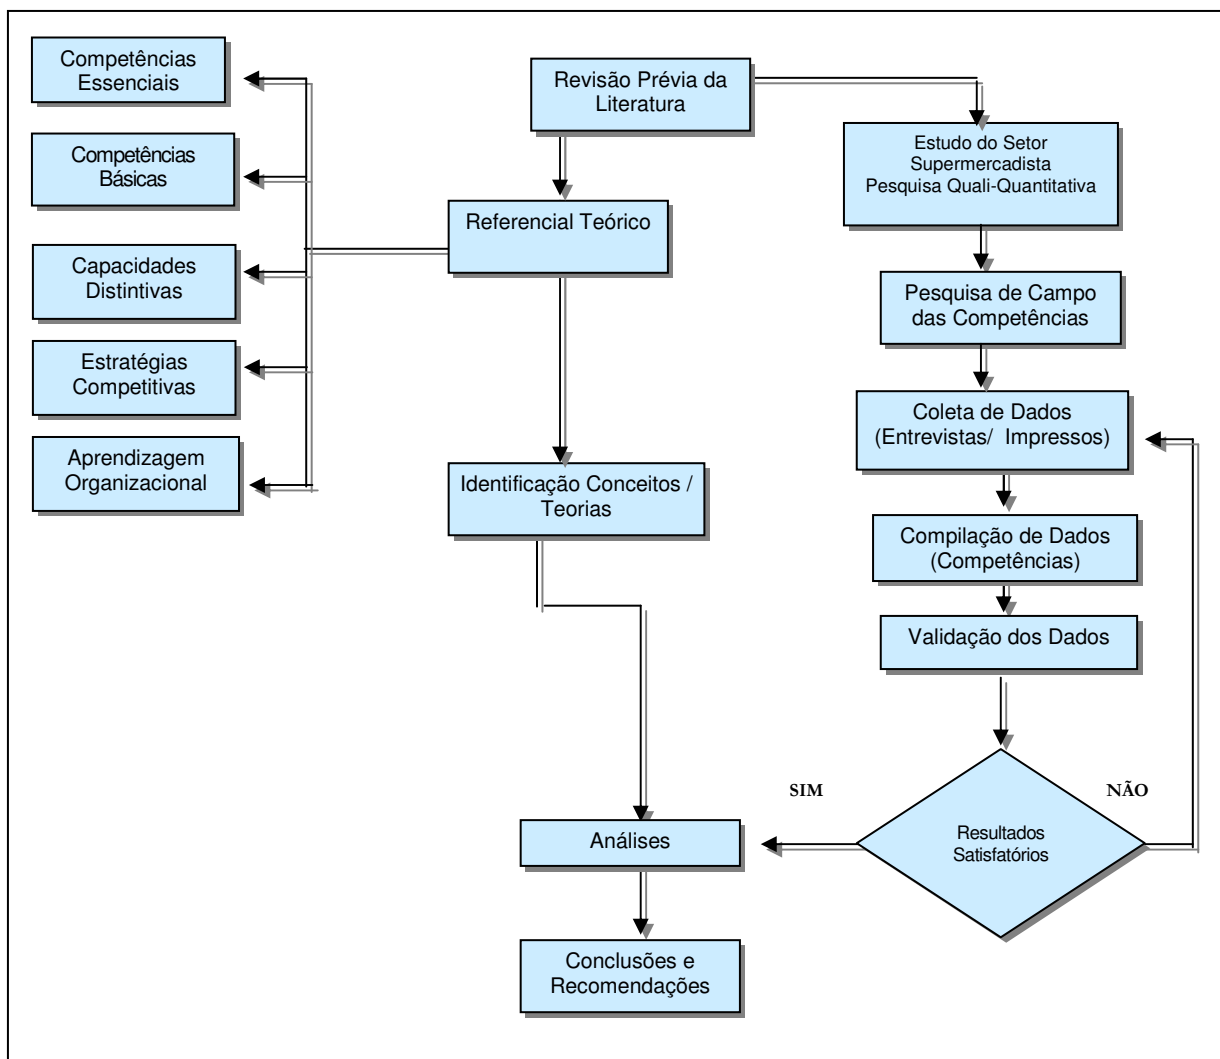 Competências
Essenciais
Competências
Básicas
Capacidades
Distintivas
Estratégias
Competitivas
Aprendizagem
Organizacional
Revisão Prévia da
Literatura
Referencial Teórico
Identificação Conceitos /
Teorias
Estudo do Setor
Supermercadista
Pesquisa Quali-Quantitativa
Pesquisa de Campo
das Competências
Coleta de Dados
(Entrevistas/ Impressos)
Compilação de Dados
(Competências)
Validação dos Dados
SIM
NÃO
Resultados
Satisfatórios
Análises
Conclusões e
Recomendações